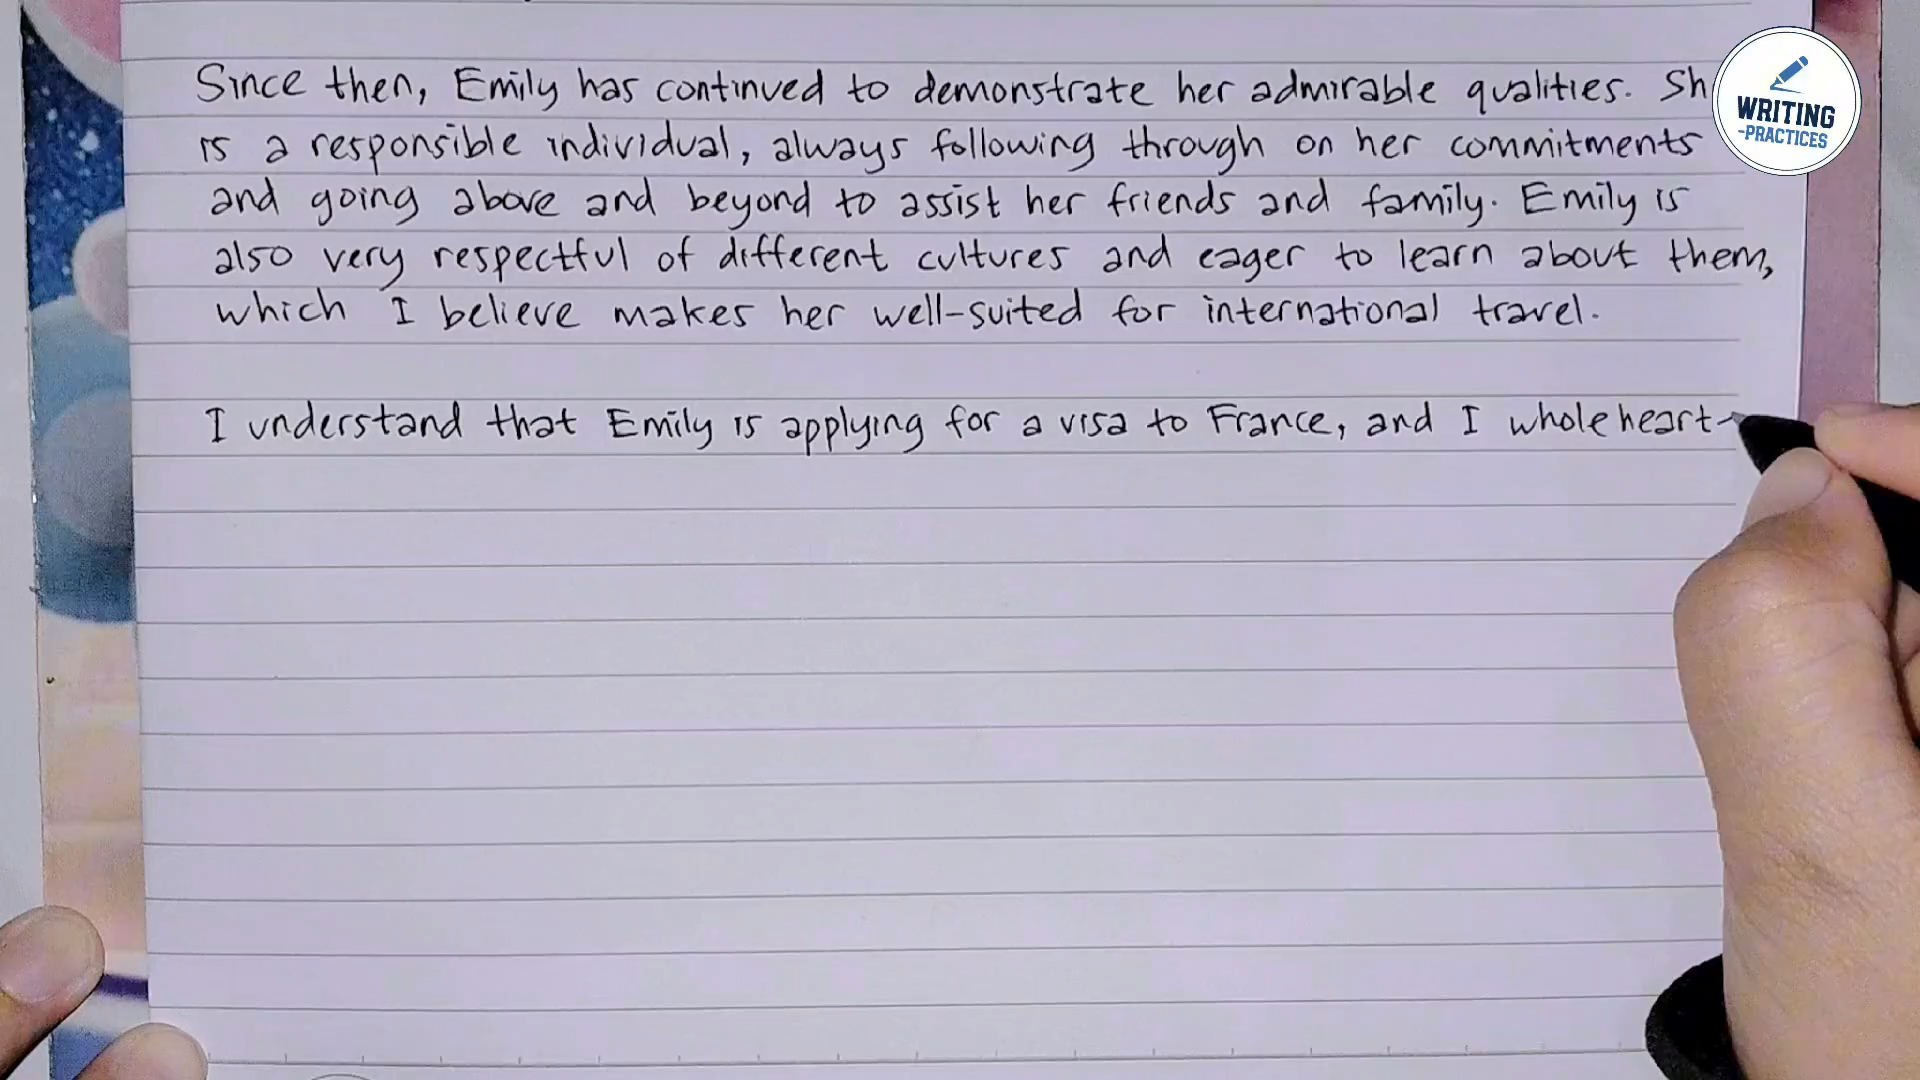 Since then, Emily has continued to demonstrate her admirable qualities. Sh
is a responsible individual, always following through on her commitments
and going above and beyond to assist her friends and family. Emily is
also very respectful of different cultures and eager to learn about them,
which I believe makes her well-suited for international travel.
I understand that Emily is applying for a visa to France, and I wholeheart-
WRITING
-PRACTICES